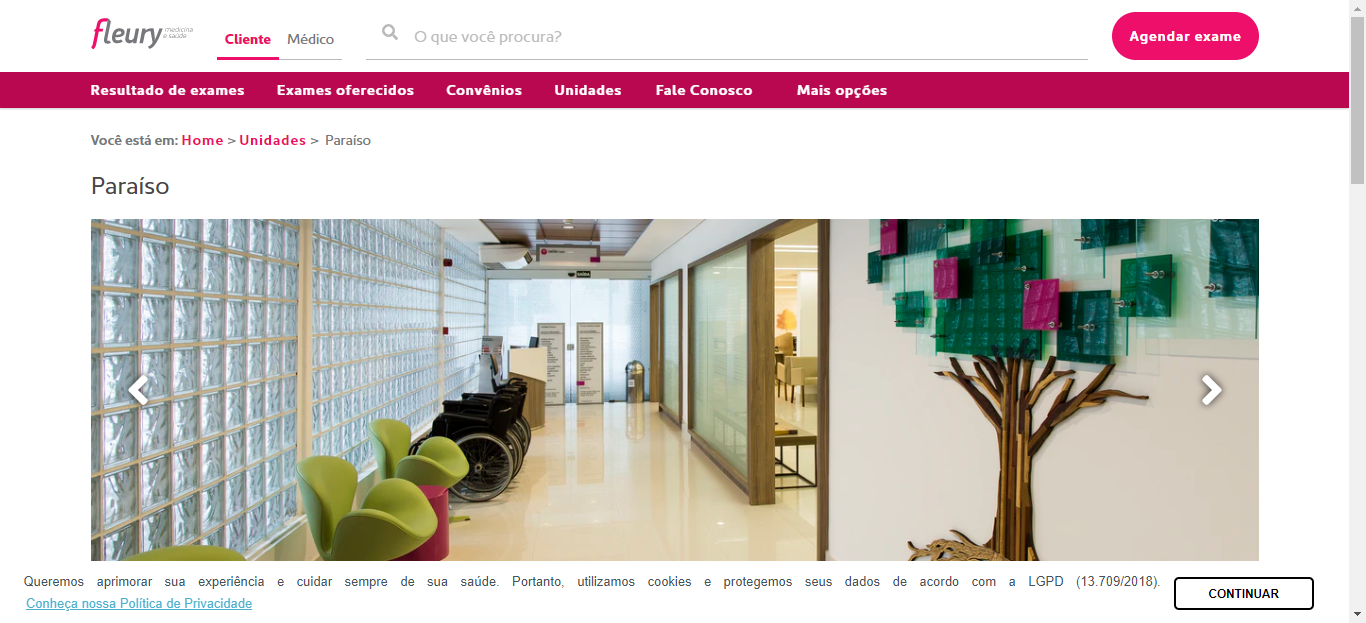 fleury medicina e saúde
Cliente
Médico
O que você procura?
Agendar exame
Resultado de exames
Exames oferecidos
Convênios
Unidades
Fale Conosco
Mais opções
Você está em: Home > Unidades > Paraíso
Paraíso
Queremos aprimorar sua experiência e cuidar sempre de sua saúde. Portanto, utilizamos cookies e protegemos seus dados de acordo com a LGPD (13.709/2018).
Conheça nossa Política de Privacidade
CONTINUAR